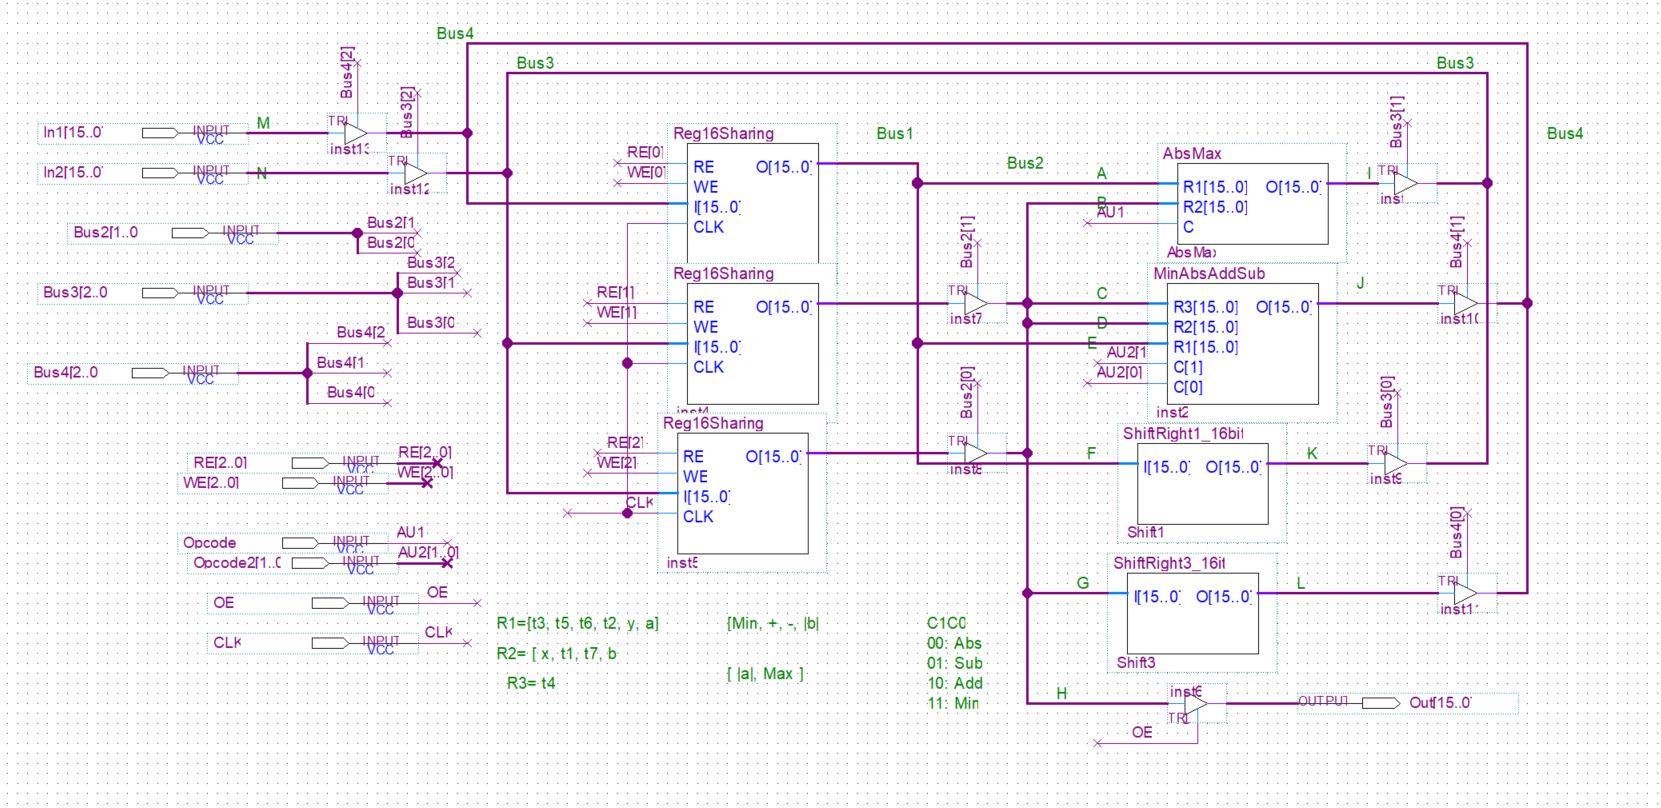 Bus4
Bus3
Bus3
Bus4[2]
Bus3[2]
Bus3[1]
In1[15..0]
INPUT
VCC
M
TRI
inst13
In2[15..0]
INPUT
VCC
N
TRI
inst12
Bus2[1..0
INPUT
VCC
Bus2[1
Bus2[0
Bus3[2..0]
INPUT
VCC
Bus3[2
Bus3[1
Bus3[0
Bus4[2..0
INPUT
VCC
Bus4[2
Bus4[1
Bus4[0
RE[2..0]
INPUT
VCC
RE[2..0]
WE[2..0]
INPUT
VCC
WE[2..0]
Opcode
INPUT
VCC
AU1
Opcode2[1..0
INPUT
VCC
AU2[1..0]
OE
INPUT
VCC
OE
CLK
INPUT
VCC
CLK
Reg16Sharing
RE[0]
WE[0]
RE
WE
I[15..0]
CLK
O[15..0]
Reg16Sharing
RE[1]
WE[1]
RE
WE
I[15..0]
CLK
O[15..0]
inst4
Reg16Sharing
RE[2]
WE[2]
CLK
RE
WE
I[15..0]
CLK
O[15..0]
inst5
Bus1
Bus2
Bus4
Bus2[1]
TRI
inst7
Bus2[0]
TRI
inst8
AbsMax
A
B
AU1
R1[15..0]
R2[15..0]
C
O[15..0]
AbsMax
I
TRI
inst
MinAbsAddSub
C
D
E
AU2[1
AU2[0]
R3[15..0]
R2[15..0]
R1[15..0]
C[1]
C[0]
O[15..0]
inst2
J
Bus4[1]
TRI
inst10
ShiftRight1_16bit
F
I[15..0]
O[15..0]
Shift1
K
Bus3[0]
TRI
inst9
ShiftRight3_16it
G
I[15..0]
O[15..0]
Shift3
L
Bus4[0]
TRI
inst11
H
inst6
TRI
OE
OUTPUT
Out[15..0]
R1=[t3, t5, t6, t2, y, a]
R2= [ x, t1, t7, b
R3= t4
[Min, +, -, |b|
[ |a|, Max ]
C1C0
00: Abs
01: Sub
10: Add
11: Min